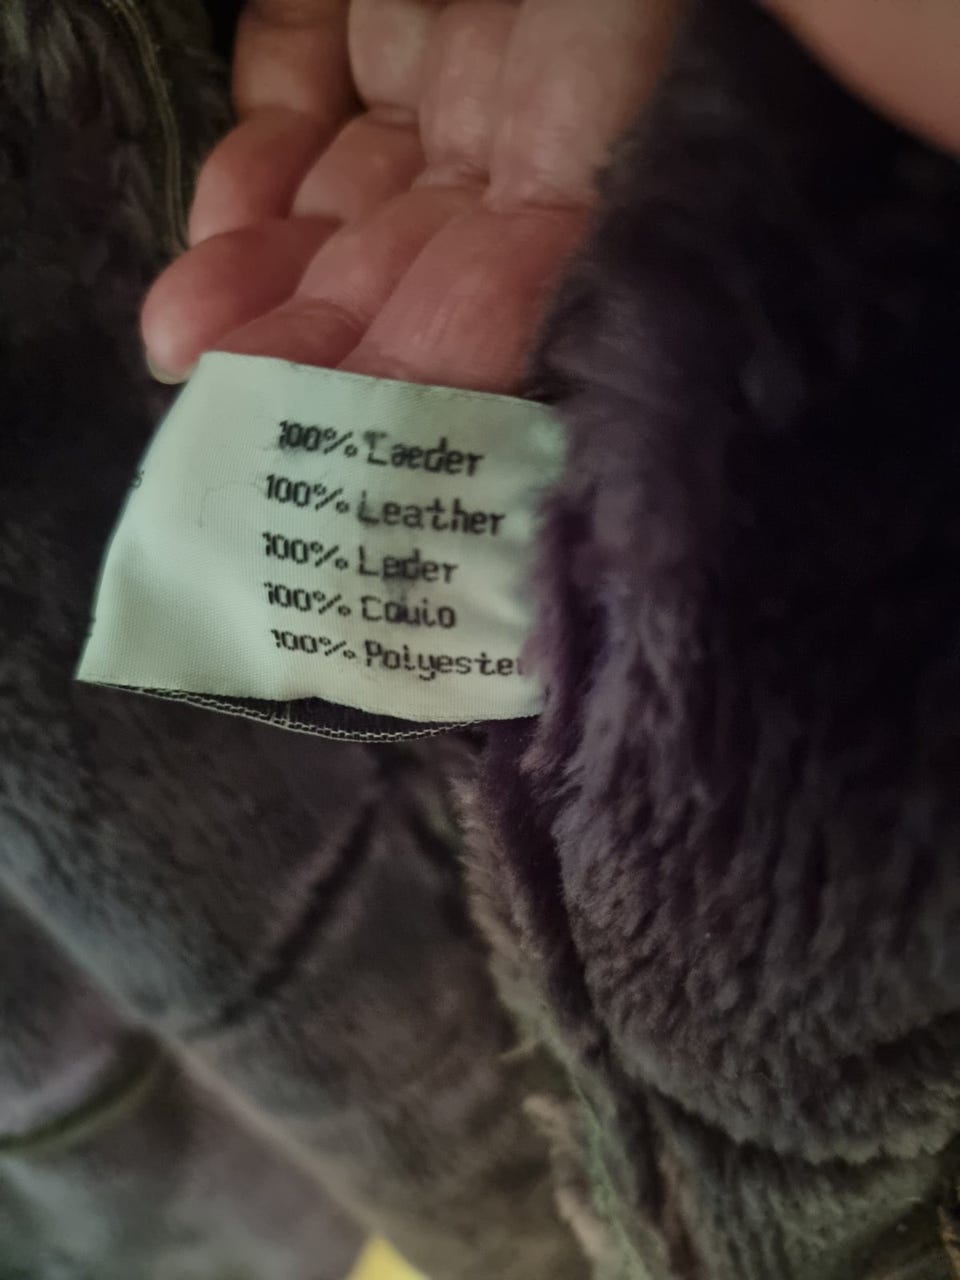 100% Laeder
100% Leather
100% Leder
100% Couio
100% Polyester